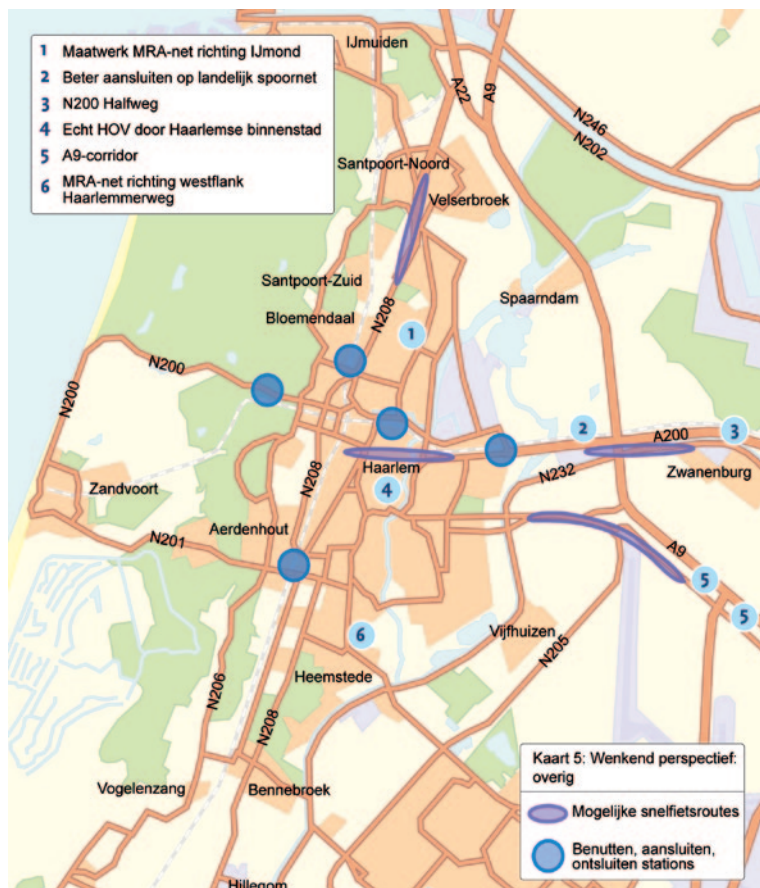 1 Maatwerk MRA-net richting IJmond
2 Beter aansluiten op landelijk spoornet
3 N200 Halfweg
4 Echt HOV door Haarlemse binnenstad
5 A9-corridor
6 MRA-net richting westflank
Haarlemmerweg
IJmuiden
A22
A9
N246
N202
Santpoort-Noord
Velserbroek
Santpoort-Zuid
Spaarndam
Bloemendaal
N208
1
N200
N200
2
3
A200
N208
Haarlem
N232
Zwanenburg
4
Zandvoort
Aerdenhout
N201
A9
5
5
6
Vijfhuizen
N205
Heemstede
N206
N208
Vogelenzang
Bennebroek
Hillegom
Kaart 5: Wenkend perspectief:
overig
Mogelijke snelfietsroutes
Benutten, aansluiten,
ontsluiten stations